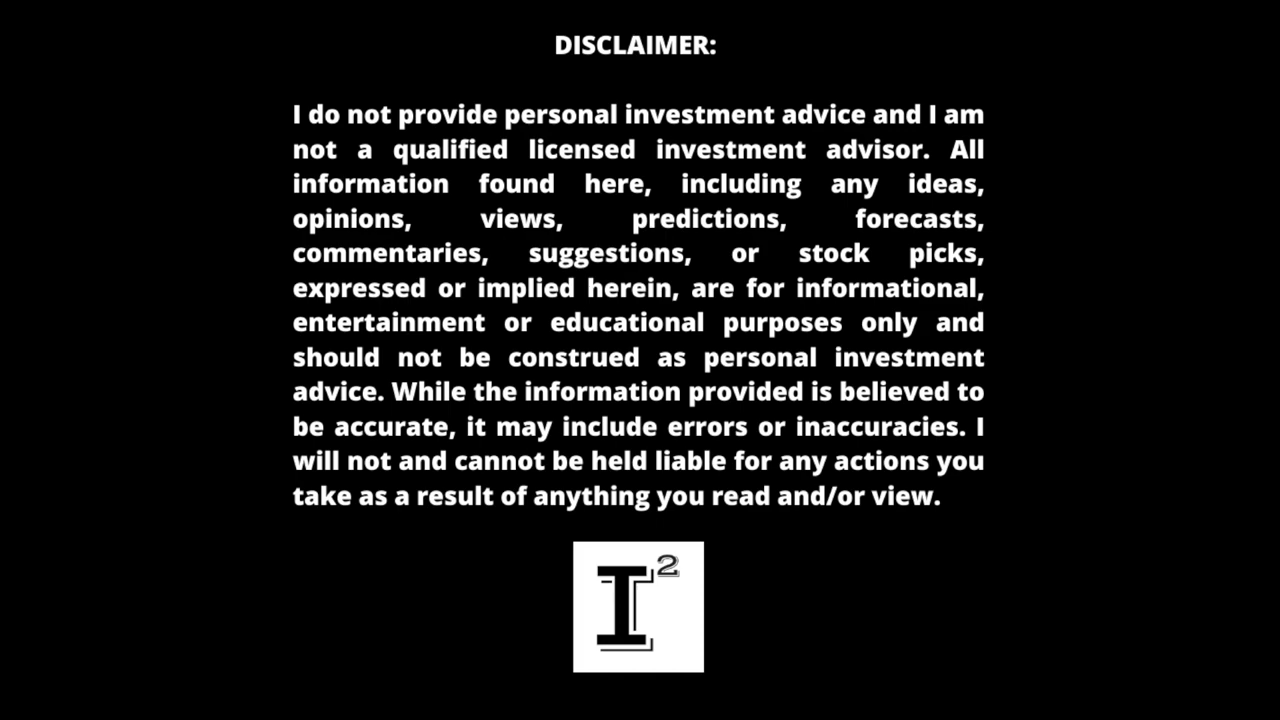 DISCLAIMER:
I do not provide personal investment advice and I am
not a qualified licensed investment advisor. All
information found here, including any ideas,
opinions, views, predictions, forecasts,
commentaries, suggestions, or stock picks,
expressed or implied herein, are for informational,
entertainment or educational purposes only and
should not be construed as personal investment
advice. While the information provided is believed to
be accurate, it may include errors or inaccuracies. I
will not and cannot be held liable for any actions you
take as a result of anything you read and/or view.
I²